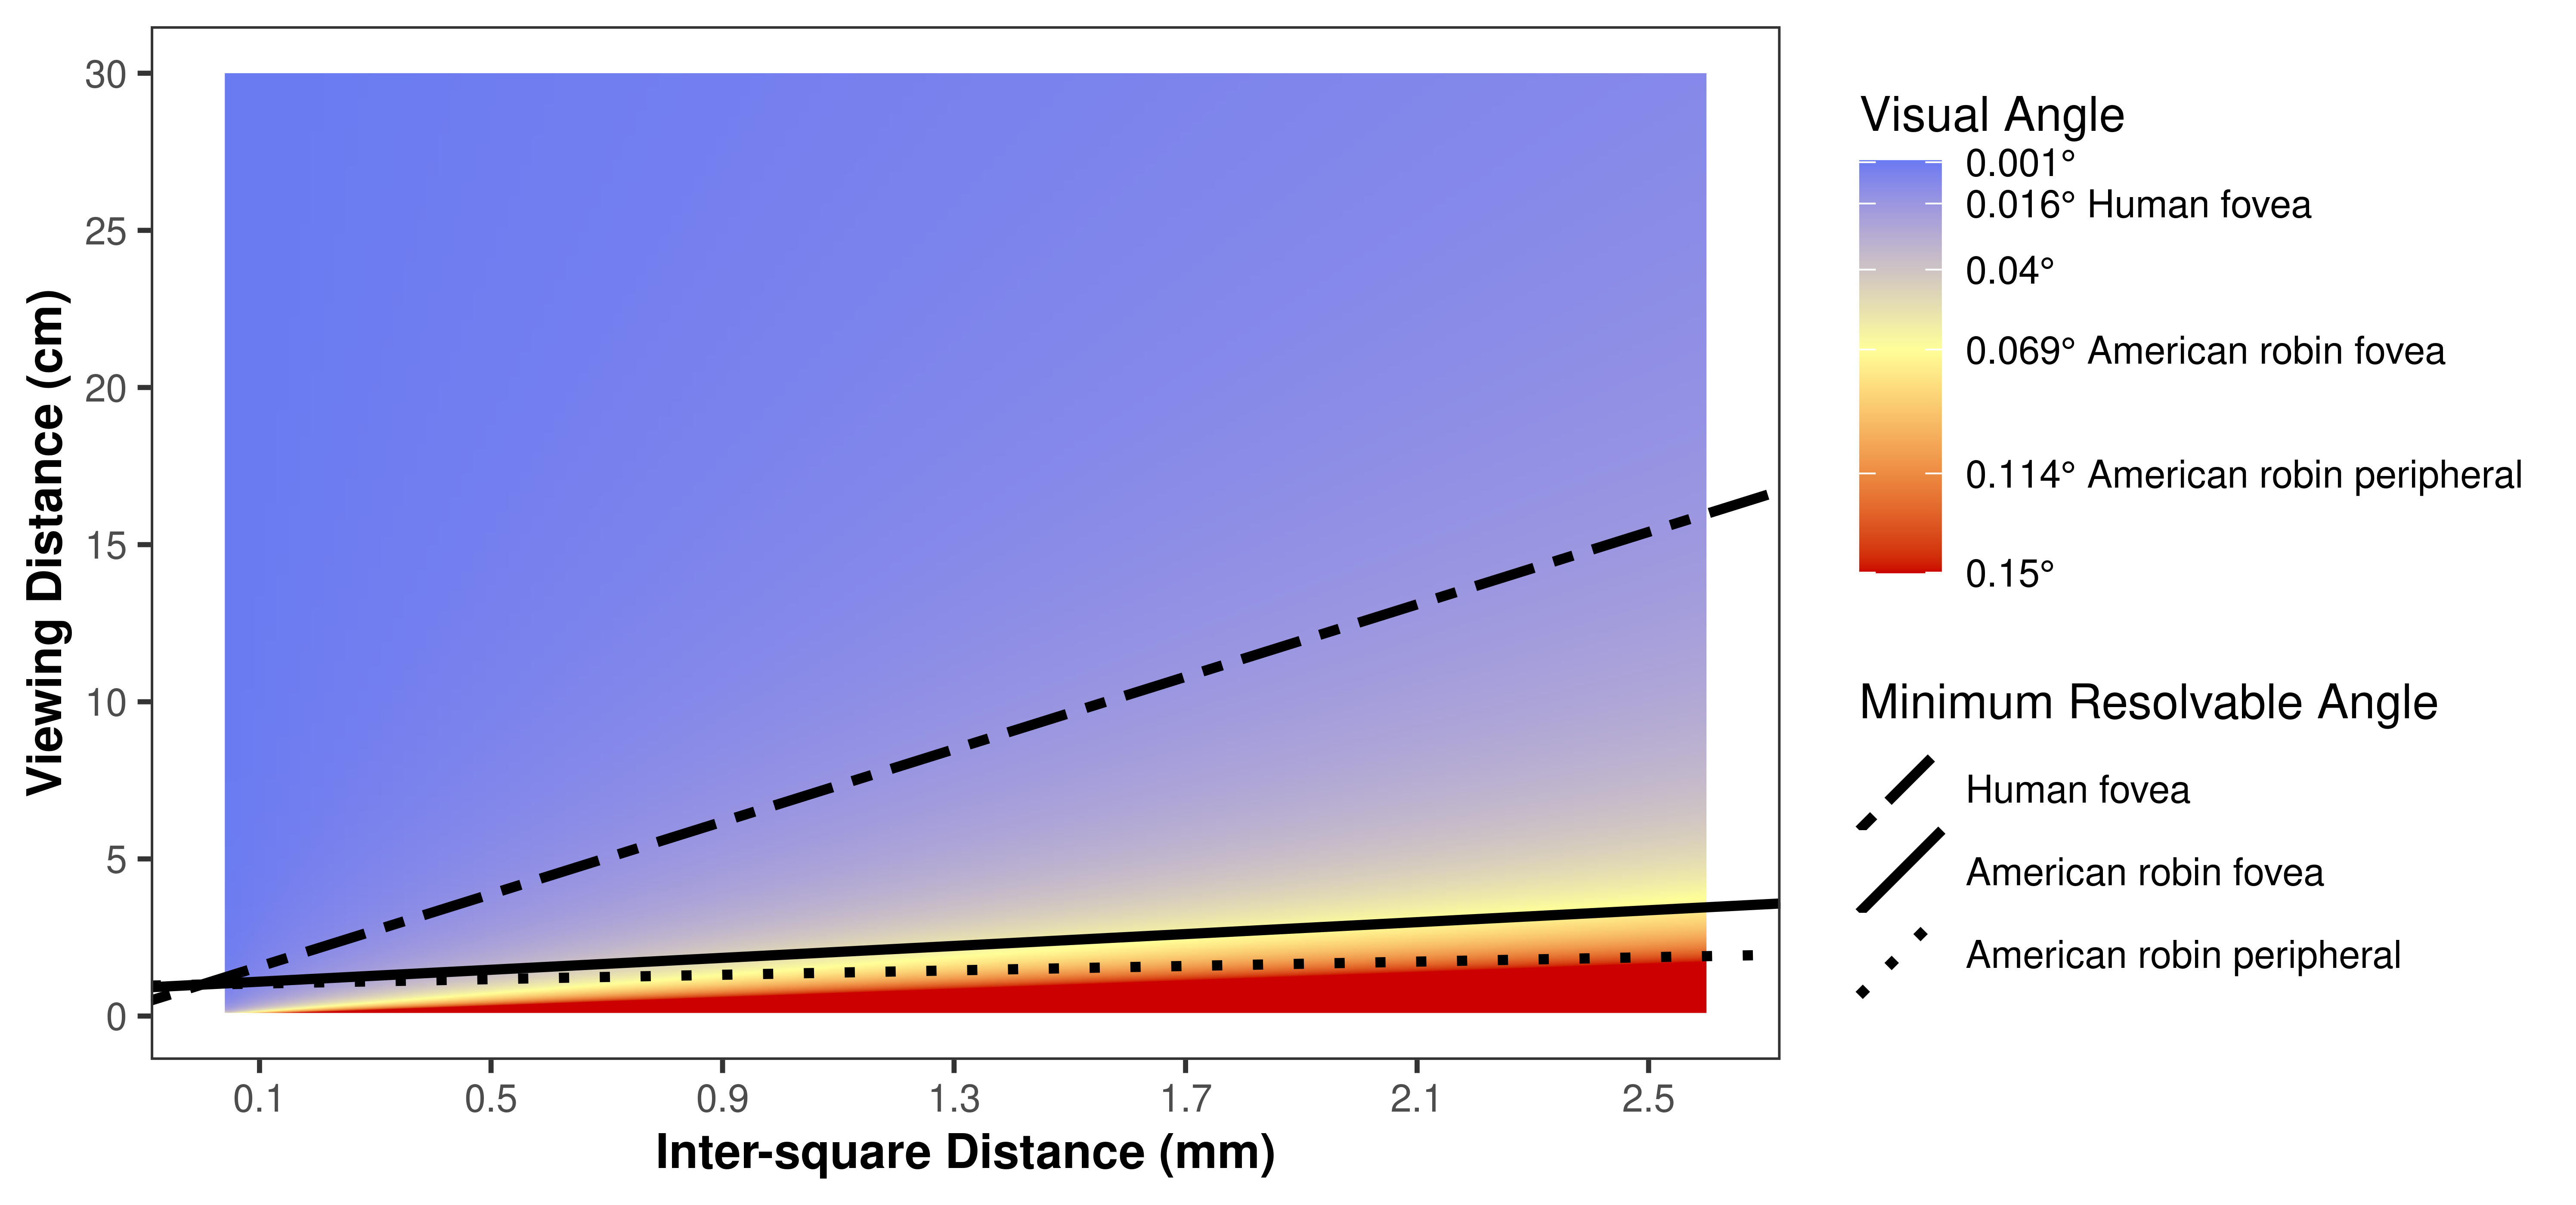 30
25
20
15
10
5
0
Viewing Distance (cm)
0.1 0.5 0.9 1.3 1.7 2.1 2.5
Inter-square Distance (mm)
Visual Angle
0.001°
0.016° Human fovea
0.04°
0.069° American robin fovea
0.114° American robin peripheral
0.15°
Minimum Resolvable Angle
Human fovea
American robin fovea
American robin peripheral